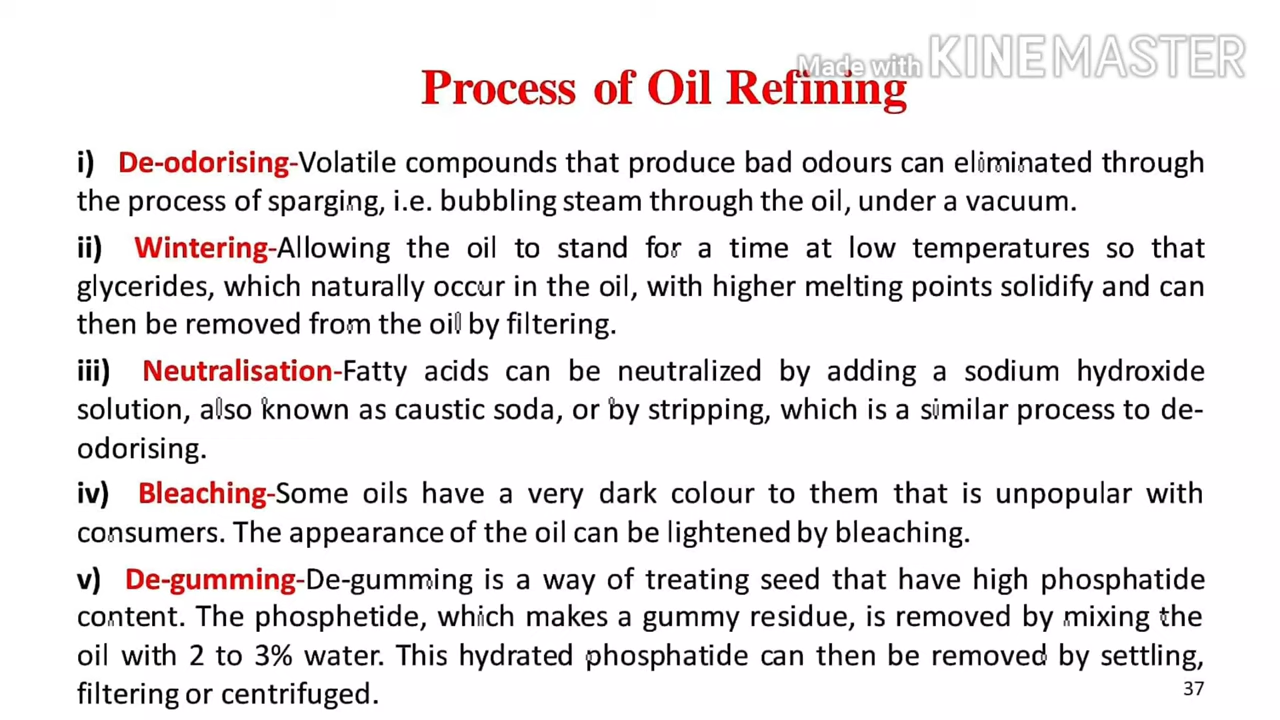 Made with KINEMASTER
Process of Oil Refining
i) De-odorising-Volatile compounds that produce bad odours can eliminated through
the process of sparging, i.e. bubbling steam through the oil, under a vacuum.
ii) Wintering-Allowing the oil to stand for a time at low temperatures so that
glycerides, which naturally occur in the oil, with higher melting points solidify and can
then be removed from the oil by filtering.
iii) Neutralisation-Fatty acids can be neutralized by adding a sodium hydroxide
solution, also known as caustic soda, or by stripping, which is a similar process to de-
odorising.
iv) Bleaching-Some oils have a very dark colour to them that is unpopular with
consumers. The appearance of the oil can be lightened by bleaching.
v) De-gumming-De-gumming is a way of treating seed that have high phosphatide
content. The phosphetide, which makes a gummy residue, is removed by mixing the
oil with 2 to 3% water. This hydrated phosphatide can then be removed by settling,
filtering or centrifuged.
37